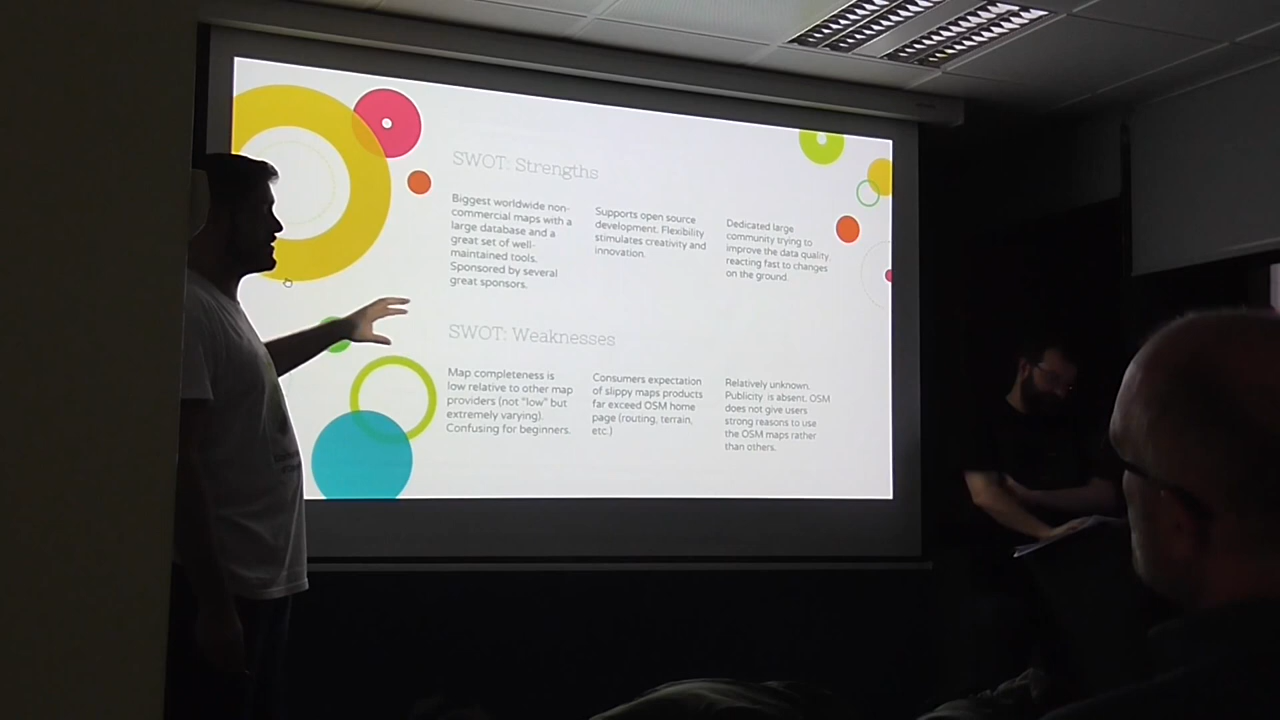 SWOT: Strengths
Biggest worldwide non-
commercial maps with a
large database and a
great set of well-
maintained tools.
Sponsored by several
great sponsors.
Supports open source
development. Flexibility
stimulates creativity and
innovation.
Dedicated large
community trying to
improve the data quality,
reacting fast to changes
on the ground.
SWOT: Weaknesses
Map completeness is
low relative to other map
providers (not "low" but
extremely varying).
Confusing for beginners.
Consumers expectation
of slippy maps products
far exceed OSM home
page (routing, terrain,
etc.)
Relatively unknown.
Publicity is absent. OSM
does not give users
strong reasons to use
the OSM maps rather
than others.